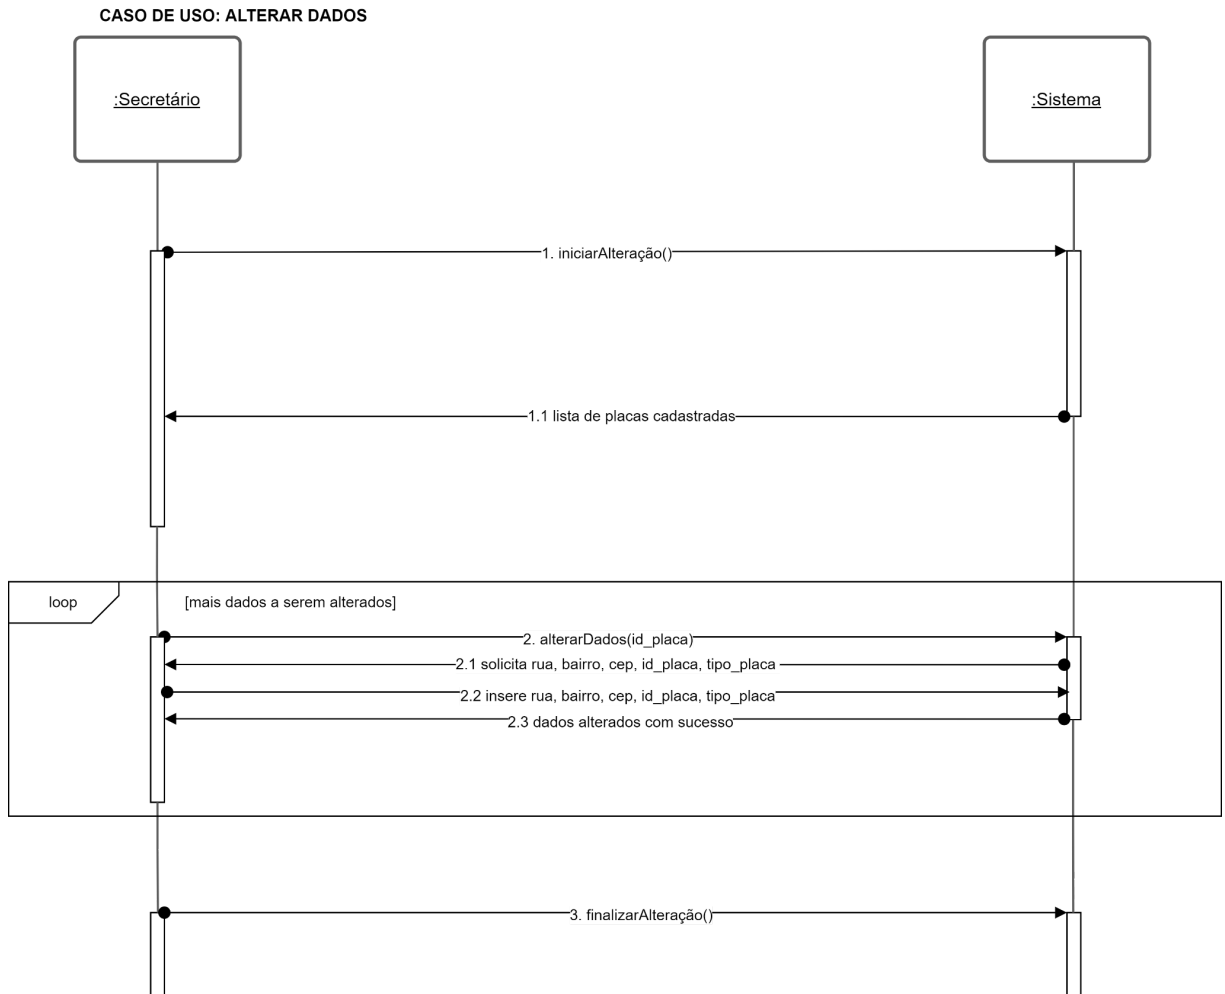 CASO DE USO: ALTERAR DADOS
:Secretário
:Sistema
1. iniciarAlteração()
1.1 lista de placas cadastradas
loop
[mais dados a serem alterados]
2. alterarDados(id_placa)
2.1 solicita rua, bairro, cep, id_placa, tipo_placa
2.2 insere rua, bairro, cep, id_placa, tipo_placa
2.3 dados alterados com sucesso
3. finalizarAlteração()